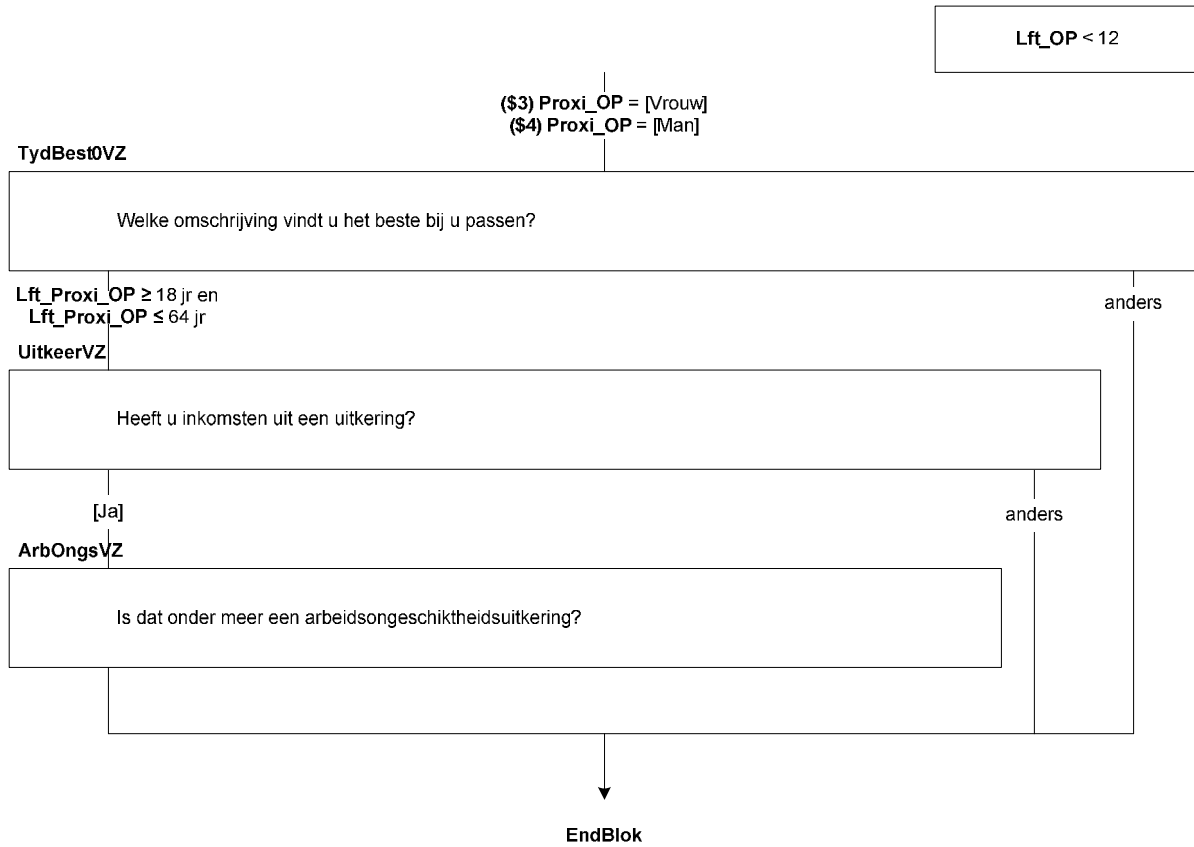 Lft_OP < 12
($3) Proxi_OP = [Vrouw]
($4) Proxi_OP = [Man]
TydBest0VZ
Welke omschrijving vindt u het beste bij u passen?
Lft_Proxi_OP ≥ 18 jr en
Lft_Proxi_OP ≤ 64 jr
anders
UitkeerVZ
Heeft u inkomsten uit een uitkering?
[Ja]
anders
ArbOngsVZ
Is dat onder meer een arbeidsongeschiktheidsuitkering?
EndBlok